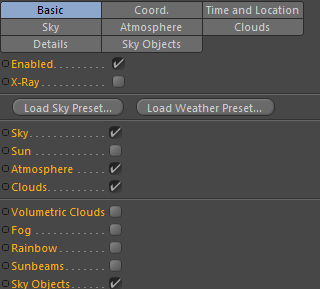 Basic Coord. Time and Location
Sky Atmosphere Clouds
Details Sky Objects
Enabled . . . . . . . . . .
X-Ray . . . . . . . . . . . .
Load Sky Preset... Load Weather Preset...
Sky . . . . . . . . . . . . . .
Sun . . . . . . . . . . . . . .
Atmosphere . . . . . .
Clouds . . . . . . . . . . .
Volumetric Clouds
Fog . . . . . . . . . . . . . .
Rainbow . . . . . . . . .
Sunbeams . . . . . . . .
Sky Objects . . . . . .